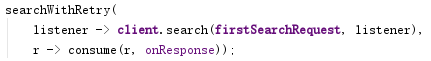 searchWithRetry(
    listener -> client.search(firstSearchRequest, listener),
    r -> consume(r, onResponse));